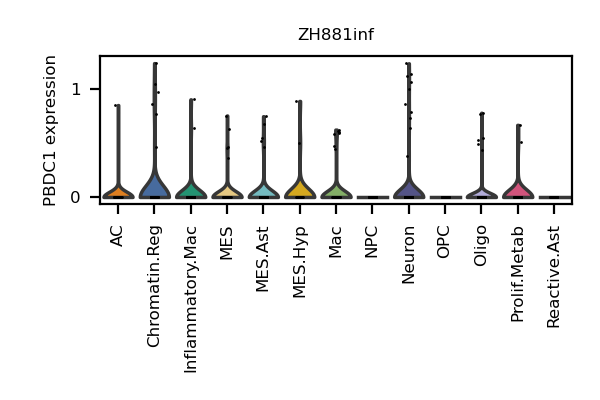 ZH881inf
PBDC1 expression
1
0
AC
Chromatin.Reg
Inflammatory.Mac
MES
MES.Ast
MES.Hyp
Mac
NPC
Neuron
OPC
Oligo
Prolif.Metab
Reactive.Ast